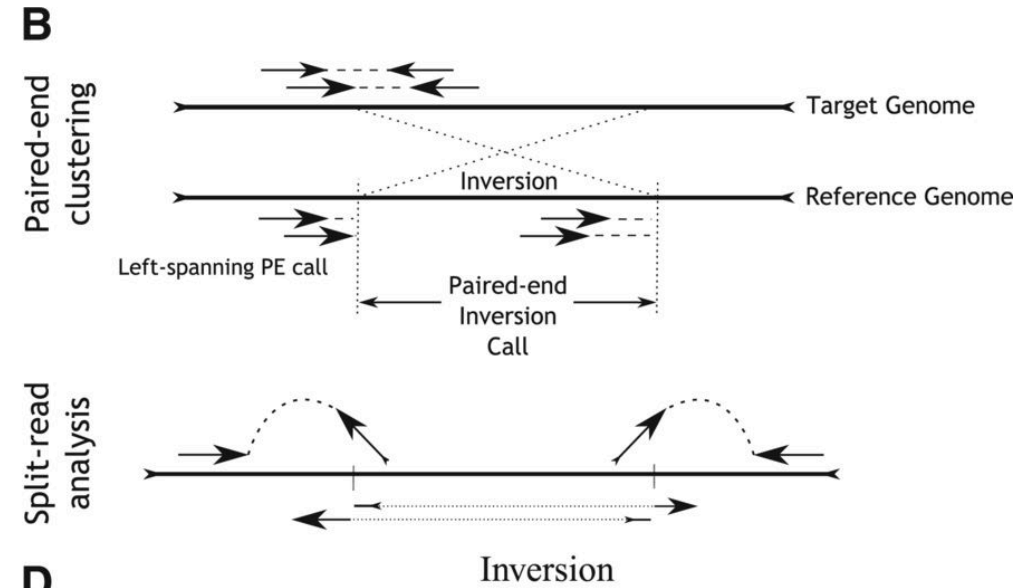 B
Paired-end
clustering
Target Genome
Inversion
Reference Genome
Left-spanning PE call
Paired-end
Inversion
Call
Split-read
analysis
Inversion
D